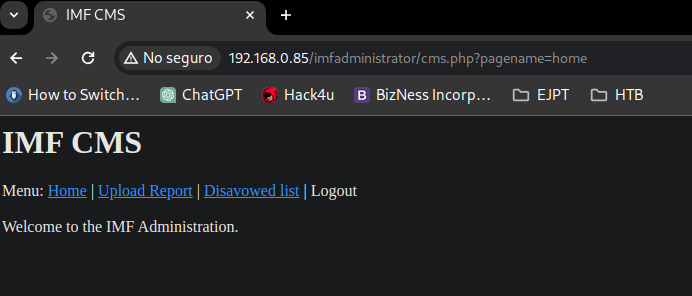 IMF CMS
No seguro 192.168.0.85/imfadministrator/cms.php?pagename=home
How to Switch... ChatGPT Hack4u BizNess Incorp... EJPT HTB
IMF CMS
Menu: Home | Upload Report | Disavowed list | Logout
Welcome to the IMF Administration.